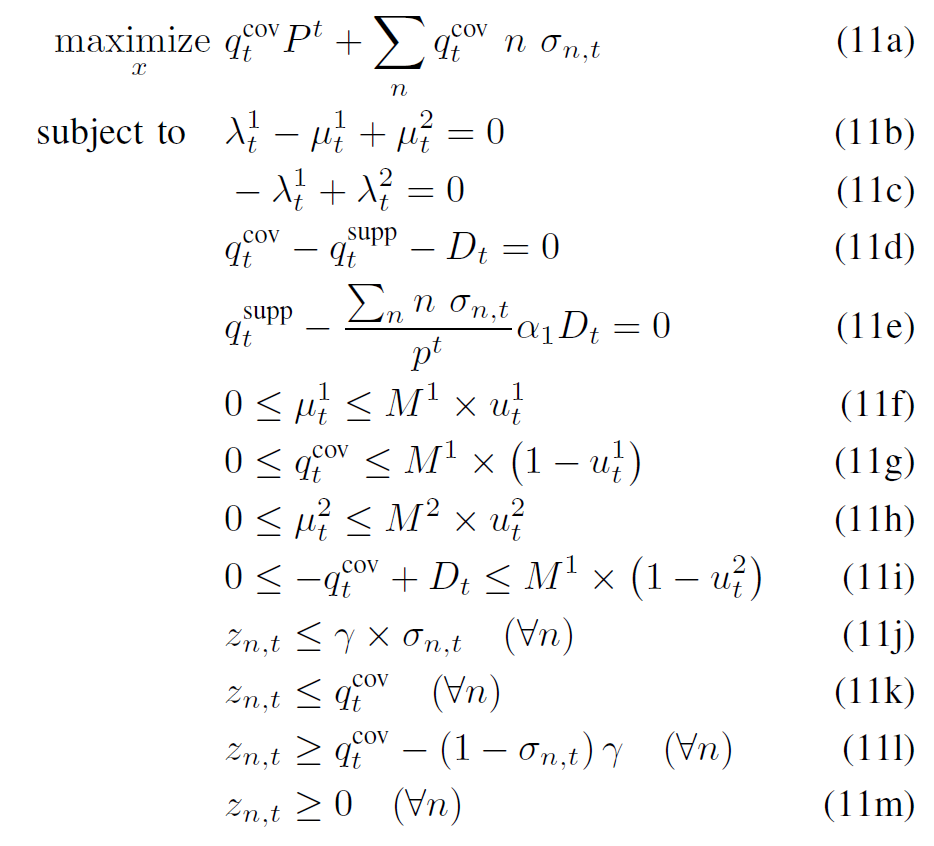 maximize_x q_t^cov P^t + ∑_n q_t^cov n σ_{n,t} (11a)
subject to λ_t^1 − μ_t^1 + μ_t^2 = 0 (11b)
− λ_t^1 + λ_t^2 = 0 (11c)
q_t^cov − q_t^supp − D_t = 0 (11d)
q_t^supp − (∑_n n σ_{n,t} / p^t) α_1 D_t = 0 (11e)
0 ≤ μ_t^1 ≤ M^1 × u_t^1 (11f)
0 ≤ q_t^cov ≤ M^1 × (1 − u_t^1) (11g)
0 ≤ μ_t^2 ≤ M^2 × u_t^2 (11h)
0 ≤ −q_t^cov + D_t ≤ M^1 × (1 − u_t^2) (11i)
z_{n,t} ≤ γ × σ_{n,t} (∀n) (11j)
z_{n,t} ≤ q_t^cov (∀n) (11k)
z_{n,t} ≥ q_t^cov − (1 − σ_{n,t}) γ (∀n) (11l)
z_{n,t} ≥ 0 (∀n) (11m)